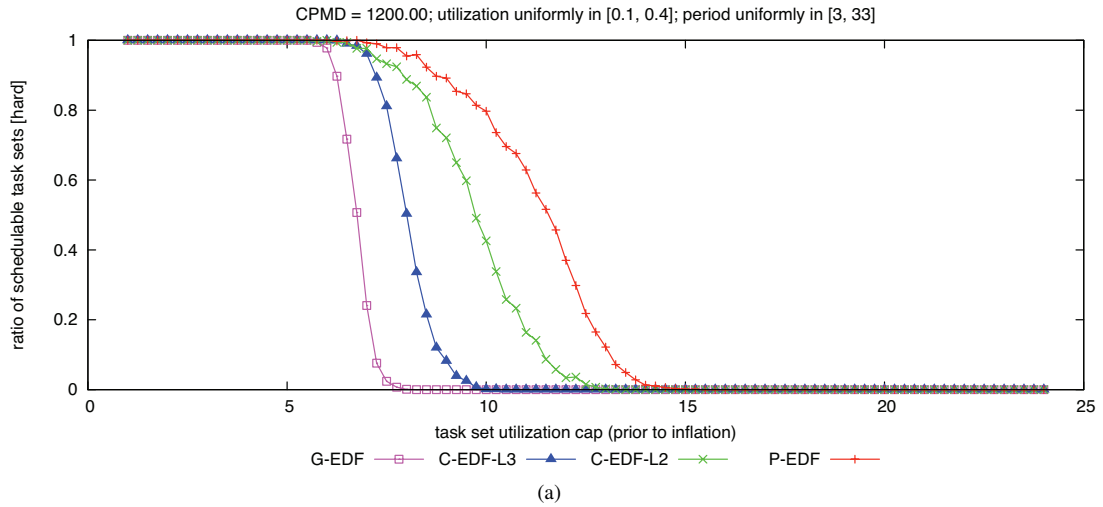 CPMD = 1200.00; utilization uniformly in [0.1, 0.4]; period uniformly in [3, 33]
ratio of schedulable task sets [hard]
1
0.8
0.6
0.4
0.2
0
0 5 10 15 20 25
task set utilization cap (prior to inflation)
G-EDF C-EDF-L3 C-EDF-L2 P-EDF
(a)